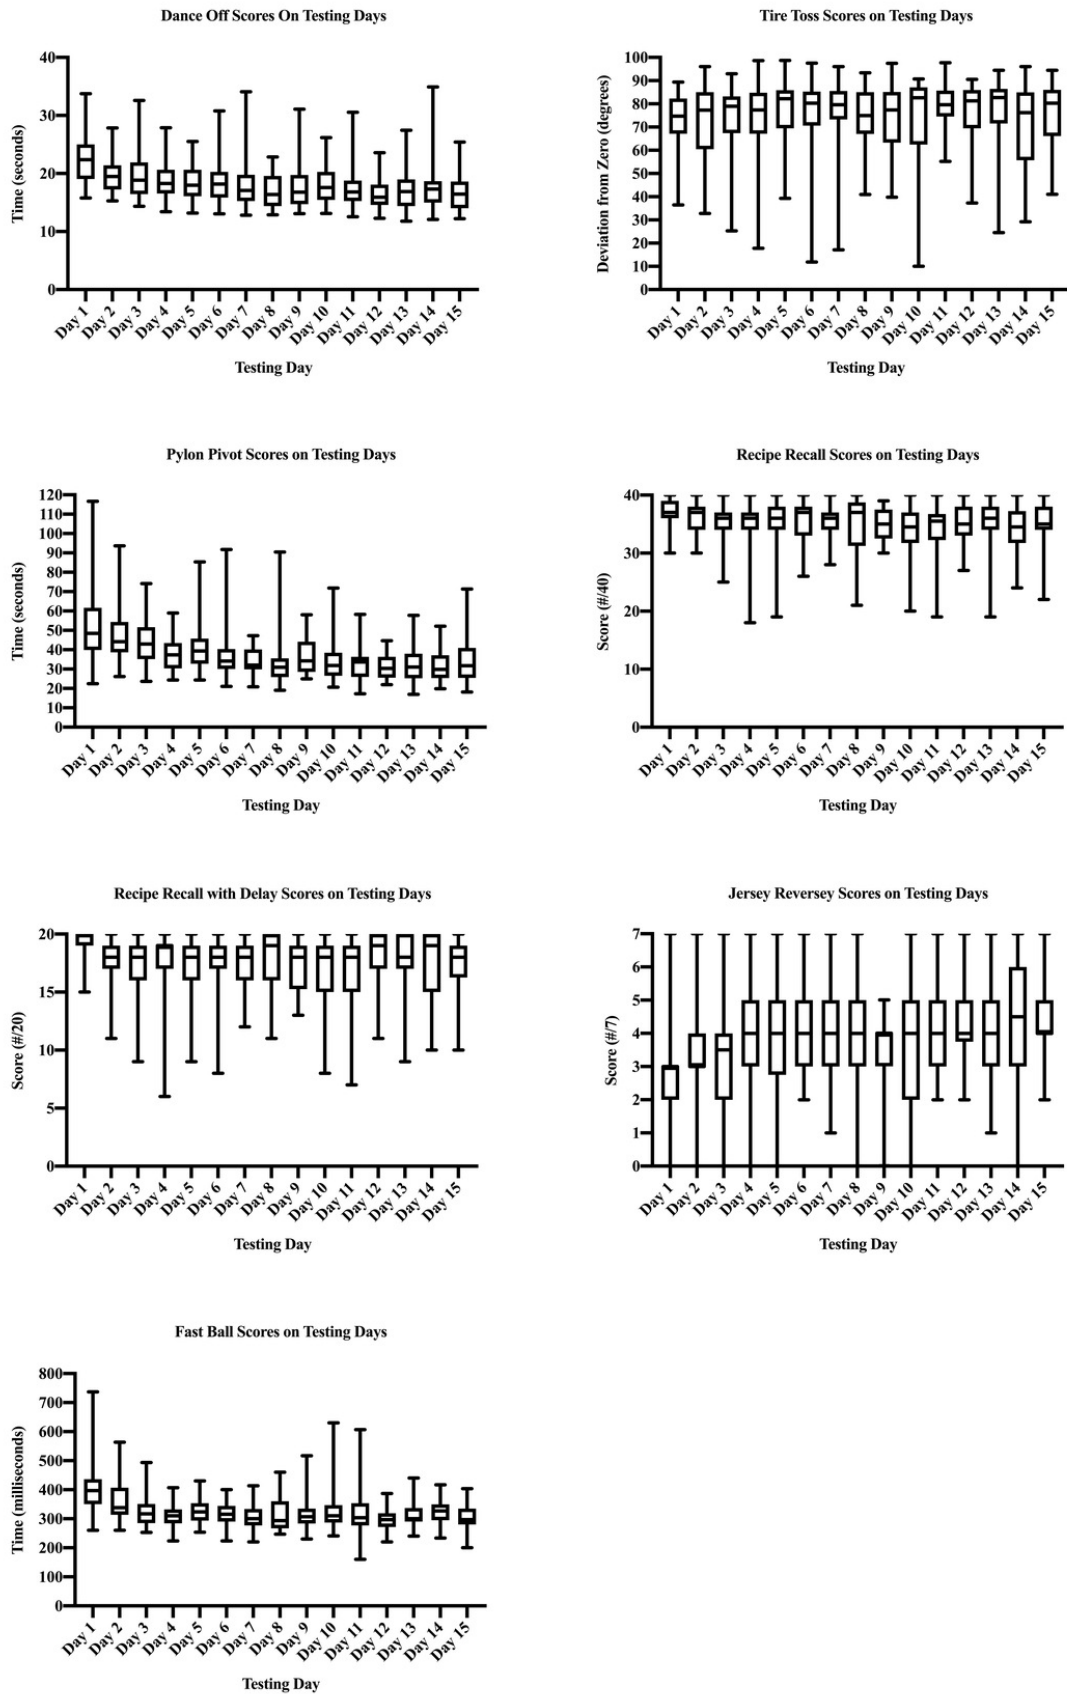 Dance Off Scores On Testing Days
Time (seconds)
40
30
20
10
0
Day 1 Day 2 Day 3 Day 4 Day 5 Day 6 Day 7 Day 8 Day 9 Day 10 Day 11 Day 12 Day 13 Day 14 Day 15
Testing Day
Tire Toss Scores on Testing Days
Deviation from Zero (degrees)
100
90
80
70
60
50
40
30
20
10
0
Day 1 Day 2 Day 3 Day 4 Day 5 Day 6 Day 7 Day 8 Day 9 Day 10 Day 11 Day 12 Day 13 Day 14 Day 15
Testing Day
Pylon Pivot Scores on Testing Days
Time (seconds)
120
110
100
90
80
70
60
50
40
30
20
10
0
Day 1 Day 2 Day 3 Day 4 Day 5 Day 6 Day 7 Day 8 Day 9 Day 10 Day 11 Day 12 Day 13 Day 14 Day 15
Testing Day
Recipe Recall Scores on Testing Days
Score (#/40)
40
30
20
10
0
Day 1 Day 2 Day 3 Day 4 Day 5 Day 6 Day 7 Day 8 Day 9 Day 10 Day 11 Day 12 Day 13 Day 14 Day 15
Testing Day
Recipe Recall with Delay Scores on Testing Days
Score (#/20)
20
15
10
5
0
Day 1 Day 2 Day 3 Day 4 Day 5 Day 6 Day 7 Day 8 Day 9 Day 10 Day 11 Day 12 Day 13 Day 14 Day 15
Testing Day
Jersey Reversey Scores on Testing Days
Score (#/7)
7
6
5
4
3
2
1
0
Day 1 Day 2 Day 3 Day 4 Day 5 Day 6 Day 7 Day 8 Day 9 Day 10 Day 11 Day 12 Day 13 Day 14 Day 15
Testing Day
Fast Ball Scores on Testing Days
Time (milliseconds)
800
700
600
500
400
300
200
100
0
Day 1 Day 2 Day 3 Day 4 Day 5 Day 6 Day 7 Day 8 Day 9 Day 10 Day 11 Day 12 Day 13 Day 14 Day 15
Testing Day